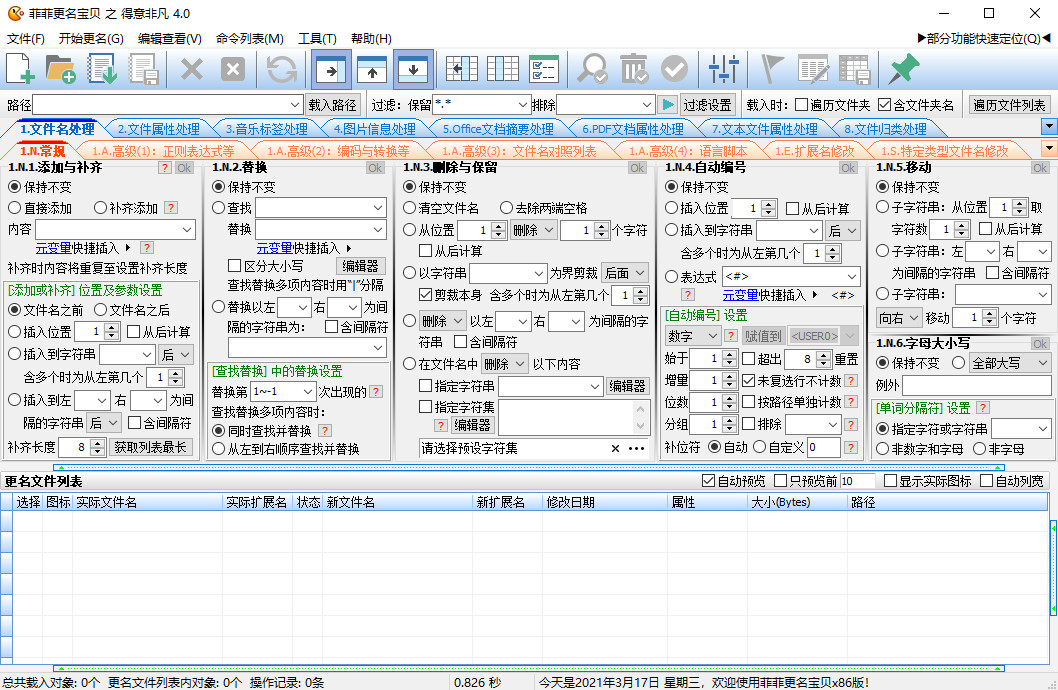 菲菲更名宝贝 之 得意非凡 4.0
文件(F) 开始更名(G) 编辑查看(V) 命令列表(M) 工具(T) 帮助(H) ▶部分功能快速定位(Q)◀
路径 载入路径 过滤: 保留 *.* 排除 过滤设置 载入时: 遍历文件夹 含文件夹名 遍历文件列表
1.文件名处理 2.文件属性处理 3.音乐标签处理 4.图片信息处理 5.Office文档摘要处理 6.PDF文档属性处理 7.文本文件处理 8.文件归类处理
1.N.常规 1.A.高级(1): 正则表达式等 1.A.高级(2): 编码与转换等 1.A.高级(3): 文件名对照列表 1.A.高级(4): 语言脚本 1.E.扩展名修改 1.S.特定类型文件名修改
1.N.1.添加与补齐 ? Ok
保持不变
直接添加 补齐添加 ?
内容
元变量快捷插入 ?
补齐时内容将重复至设置补齐长度
[添加或补齐] 位置及参数设置
文件名之前 文件名之后
插入位置 1 从后计算
插入到字符串 后
含多个时为从左第几个 1
插入到左 右 为间
隔的字符串 后 含间隔符
补齐长度 8 获取列表最长
1.N.2.替换 Ok
保持不变
查找
替换
元变量快捷插入
区分大小写 编辑器
查找替换多项内容时用"|"分隔
替换以左 右 为间
隔的字符串为: 含间隔符
[查找替换] 中的替换设置
替换第 1~-1 次出现的 ?
查找替换多项内容时:
同时查找并替换 ?
从左到右顺序查找并替换
1.N.3.删除与保留 Ok
保持不变
清空文件名 去除两端空格
从位置 1 删除 1 个字符
从后计算
以字符串 为界剪裁 后面
剪裁本身 含多个时为从左第几个 1
删除 以左 右 为间隔的字
符串 含间隔符
在文件名中 删除 以下内容
指定字符串 编辑器
指定字符集
? 编辑器
请选择预设字符集 × •••
1.N.4.自动编号 Ok
保持不变
插入位置 1 从后计算
插入到字符串 后
含多个时为从左第几个 1
表达式 <#>
? 元变量快捷插入 <#>
[自动编号] 设置
数字 ? 赋值到 <USER0>
始于 1 超出 8 重置
增量 1 未复选行不计数 ?
位数 1 按路径单独计数 ?
分组 1 排除 ?
补位符 自动 自定义 0 ?
1.N.5.移动 Ok
保持不变
子字符串: 从位置 1 取
字符数 1 从后计算
子字符串: 左 右
为间隔的字符串 含间隔符
子字符串:
向右 移动 1 个字符
1.N.6.字母大小写 Ok
保持不变 全部大写
例外
[单词分隔符] 设置 ?
指定字符或字符串
非数字和字母 非字母
更名文件列表 自动预览 只预览前 10 显示实际图标 自动列宽
选择 图标 实际文件名 实际扩展名 状态 新文件名 新扩展名 修改日期 属性 大小(Bytes) 路径
总共载入对象: 0个 更名文件列表内对象: 0个 操作记录: 0条 0.826 秒 今天是2021年3月17日 星期三，欢迎使用菲菲更名宝贝x86版！